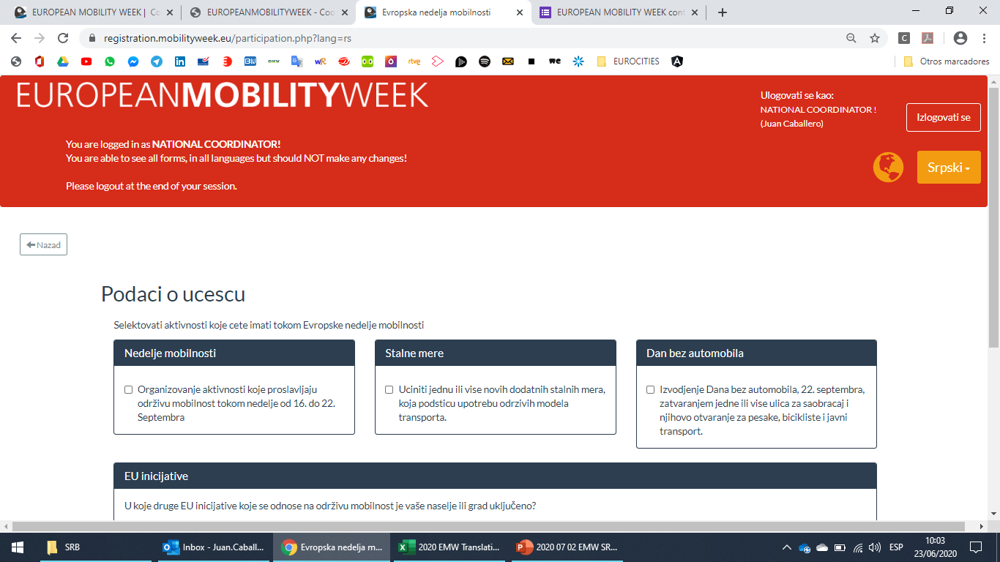 EUROPEAN MOBILITY WEEK | Co
EUROPEANMOBILITYWEEK - Coo
Evropska nedelja mobilnosti
EUROPEAN MOBILITY WEEK cont
registration.mobilityweek.eu/participation.php?lang=rs
EUROCITIES
Otros marcadores
EUROPEANMOBILITYWEEK
Ulogovati se kao:
NATIONAL COORDINATOR !
(Juan Caballero)
Izlogovati se
You are logged in as NATIONAL COORDINATOR!
You are able to see all forms, in all languages but should NOT make any changes!
Please logout at the end of your session.
Srpski
Nazad
Podaci o ucescu
Selektovati aktivnosti koje cete imati tokom Evropske nedelje mobilnosti
Nedelje mobilnosti
Organizovanje aktivnosti koje proslavljaju
održivu mobilnost tokom nedelje od 16. do 22.
Septembra
Stalne mere
Uciniti jednu ili vise novih dodatnih stalnih mera,
koja podsticu upotrebu odrzivih modela
transporta.
Dan bez automobila
Izvodjenje Dana bez automobila, 22. septembra,
zatvaranjem jedne ili vise ulica za saobracaj i
njihovo otvaranje za pesake, bicikliste i javni
transport.
EU inicijative
U koje druge EU inicijative koje se odnose na održivu mobilnost je vaše naselje ili grad uključeno?
SRB
Inbox - Juan.Caball...
Evropska nedelja m...
2020 EMW Translati...
2020 07 02 EMW SR...
ESP
10:03
23/06/2020